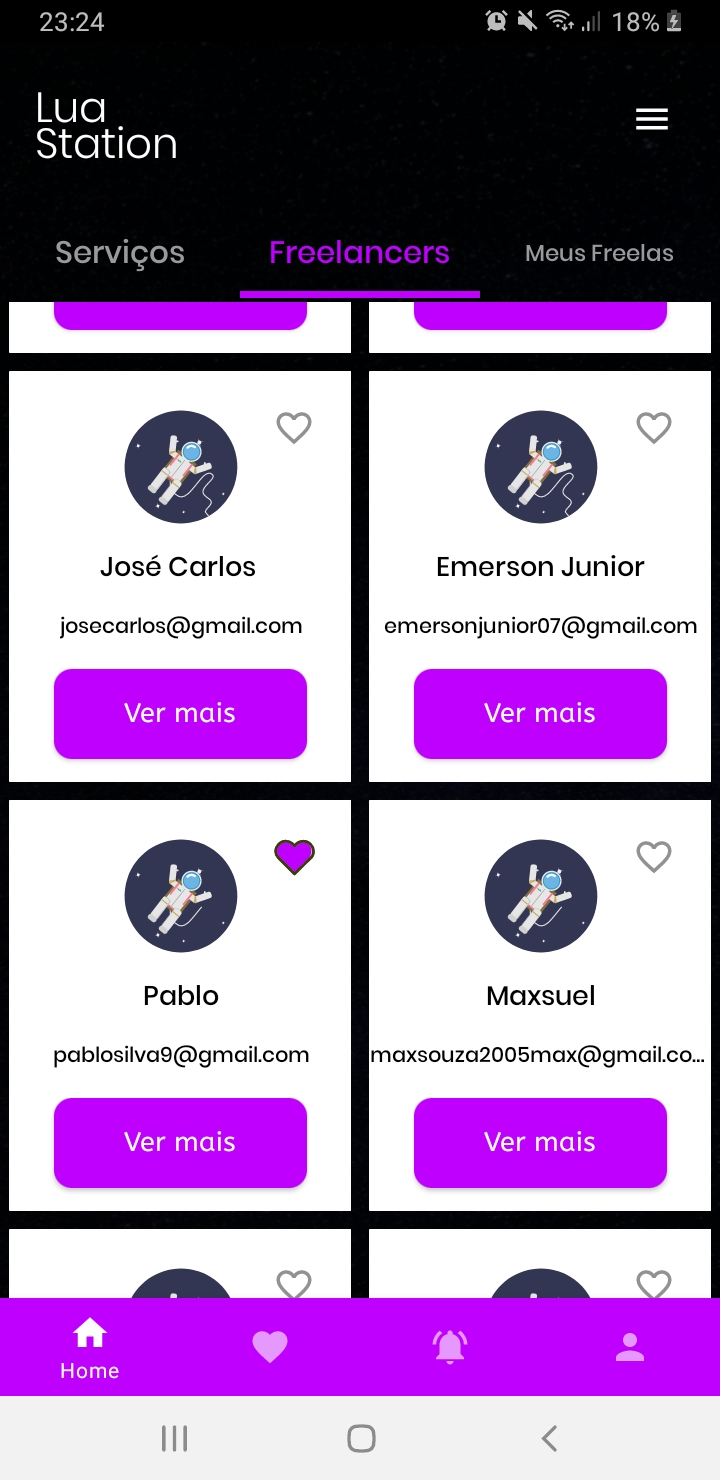 23:24
18%
Lua
Station
Serviços
Freelancers
Meus Freelas
José Carlos
Emerson Junior
josecarlos@gmail.com
emersonjunior07@gmail.com
Ver mais
Ver mais
Pablo
Maxsuel
pablosilva9@gmail.com
maxsouza2005max@gmail.co...
Ver mais
Ver mais
Home